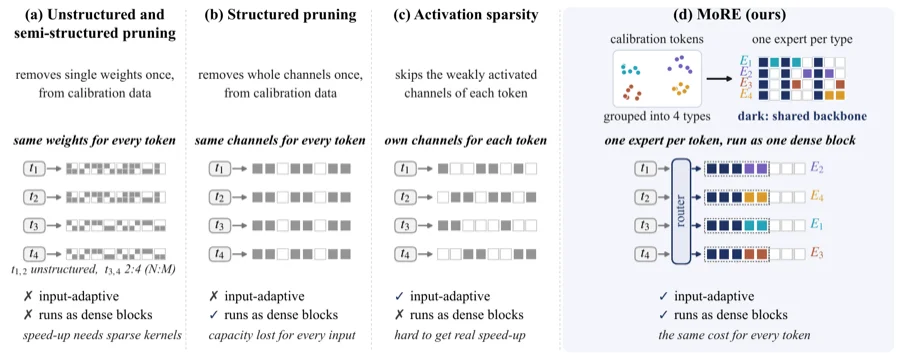 (a) Unstructured and
semi-structured pruning
removes single weights once,
from calibration data
same weights for every token
t1
t2
t3
t4
t1,2 unstructured, t3,4 2:4 (N:M)
✗ input-adaptive
✗ runs as dense blocks
speed-up needs sparse kernels
(b) Structured pruning
removes whole channels once,
from calibration data
same channels for every token
t1
t2
t3
t4
✗ input-adaptive
✓ runs as dense blocks
capacity lost for every input
(c) Activation sparsity
skips the weakly activated
channels of each token
own channels for each token
t1
t2
t3
t4
✓ input-adaptive
✗ runs as dense blocks
hard to get real speed-up
(d) MoRE (ours)
calibration tokens
grouped into 4 types
one expert per type
E1
E2
E3
E4
dark: shared backbone
one expert per token, run as one dense block
t1
t2
t3
t4
router
E2
E4
E1
E3
✓ input-adaptive
✓ runs as dense blocks
the same cost for every token